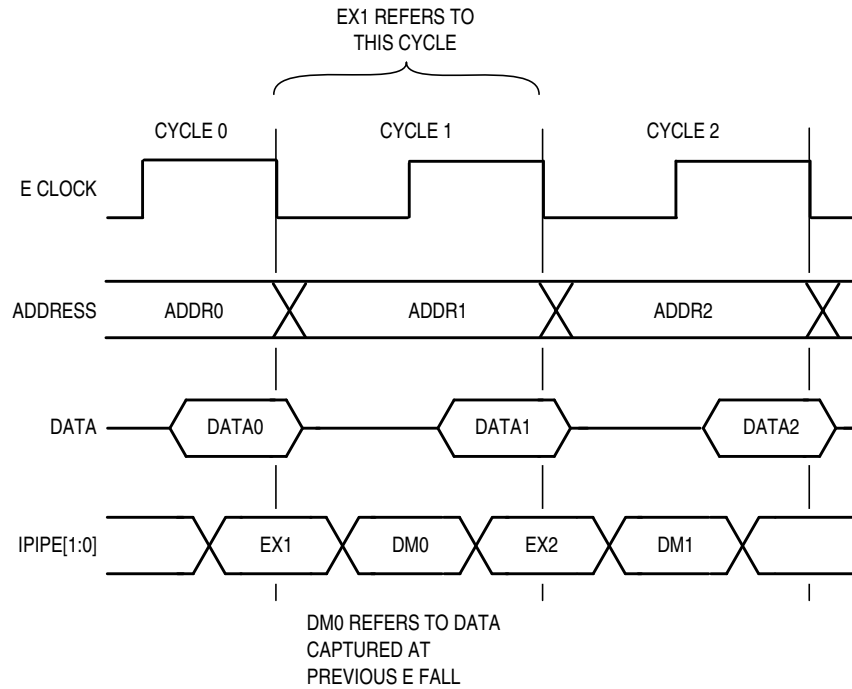 EX1 REFERS TO
THIS CYCLE
CYCLE 0 CYCLE 1 CYCLE 2
E CLOCK
ADDRESS ADDR0 ADDR1 ADDR2
DATA DATA0 DATA1 DATA2
IPIPE[1:0] EX1 DM0 EX2 DM1
DM0 REFERS TO DATA
CAPTURED AT
PREVIOUS E FALL